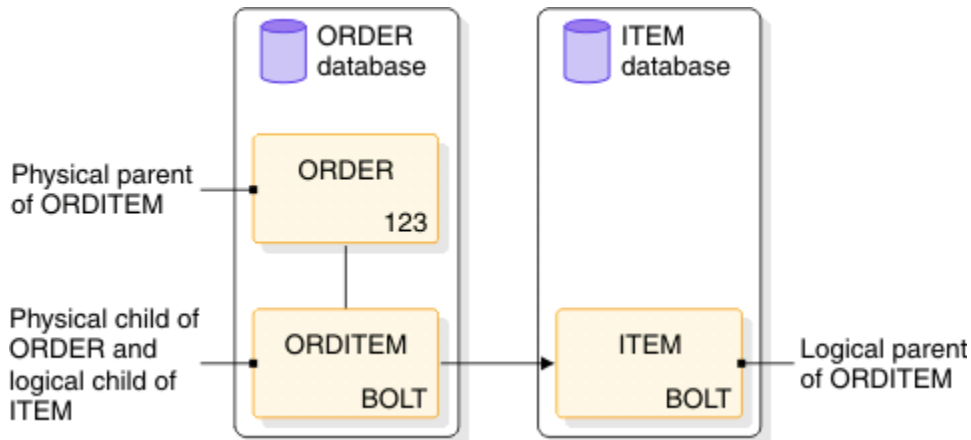 ORDER
database
ITEM
database
Physical parent
of ORDITEM
ORDER
123
Physical child of
ORDER and
logical child of
ITEM
ORDITEM
BOLT
ITEM
BOLT
Logical parent
of ORDITEM